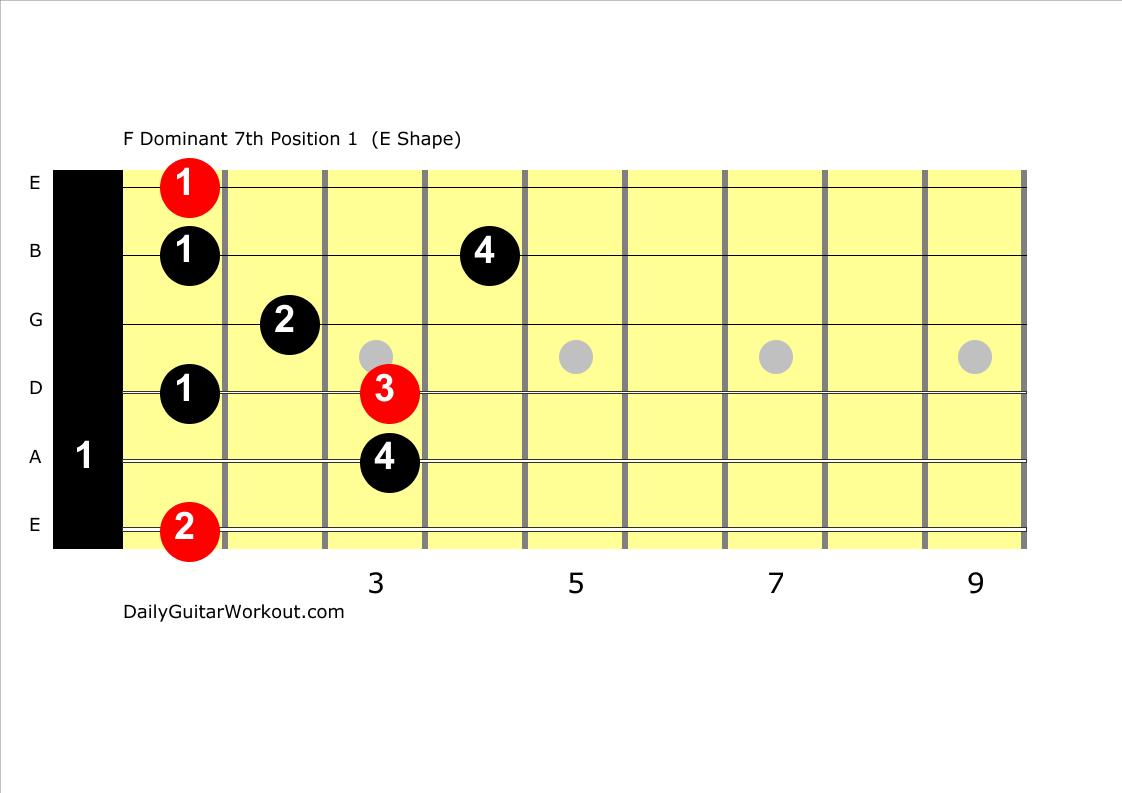 F Dominant 7th Position 1 (E Shape)
E 1
B 1 4
G 2
D 1 3
A 1 4
E 2
3 5 7 9
DailyGuitarWorkout.com